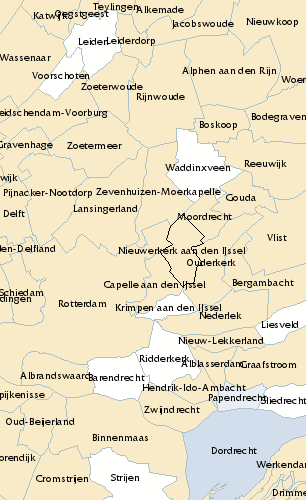 Teylingen
Katwijk
Oegstgeest
Alkemade
Jacobswoude
Nieuwkoop
Leiden
Leiderdorp
Wassenaar
Voorschoten
Alphen aan den Rijn
Zoeterwoude
Rijnwoude
Woer
eidschendam-Voorburg
Boskoop
Bodegraven
Gravenhage
Zoetermeer
Reeuwijk
Waddinxveen
wijk
Pijnacker-Nootdorp
Zevenhuizen-Moerkapelle
Gouda
Delft
Lansingerland
Moordrecht
Vlist
en-Delfland
Nieuwerkerk aan den IJssel
Ouderkerk
Schiedam
Capelle aan den IJssel
Bergambacht
dingen
Rotterdam
Krimpen aan den IJssel
Nederlek
Liesveld
Nieuw-Lekkerland
Ridderkerk
Alblasserdam
Graafstroom
Albrandswaard
Barendrecht
Hendrik-Ido-Ambacht
pijkenisse
Papendrecht
Sliedrecht
Zwijndrecht
Oud-Beijerland
Binnenmaas
Dordrecht
orendijk
Werkendam
Cromstrijen
Strijen
Drimme